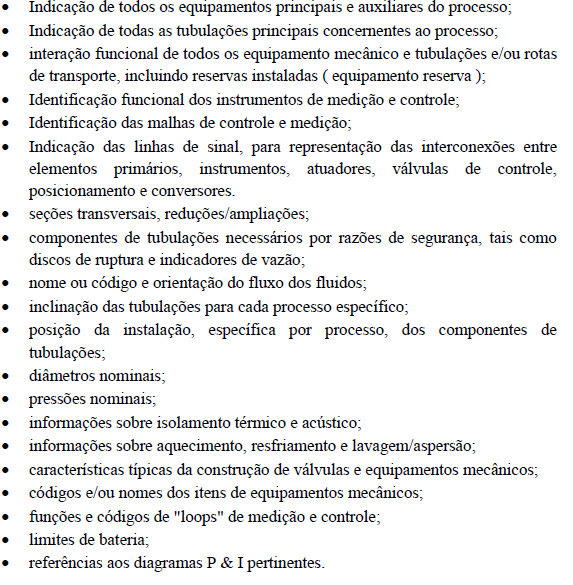 • Indicação de todos os equipamentos principais e auxiliares do processo;
• Indicação de todas as tubulações principais concernentes ao processo;
• interação funcional de todos os equipamento mecânico e tubulações e/ou rotas
de transporte, incluindo reservas instaladas ( equipamento reserva );
• Identificação funcional dos instrumentos de medição e controle;
• Identificação das malhas de controle e medição;
• Indicação das linhas de sinal, para representação das interconexões entre
elementos primários, instrumentos, atuadores, válvulas de controle,
posicionamento e conversores.
• seções transversais, reduções/ampliações;
• componentes de tubulações necessários por razões de segurança, tais como
discos de ruptura e indicadores de vazão;
• nome ou código e orientação do fluxo dos fluidos;
• inclinação das tubulações para cada processo específico;
• posição da instalação, específica por processo, dos componentes de
tubulações;
• diâmetros nominais;
• pressões nominais;
• informações sobre isolamento térmico e acústico;
• informações sobre aquecimento, resfriamento e lavagem/aspersão;
• características típicas da construção de válvulas e equipamentos mecânicos;
• códigos e/ou nomes dos itens de equipamentos mecânicos;
• funções e códigos de "loops" de medição e controle;
• limites de bateria;
• referências aos diagramas P & I pertinentes.